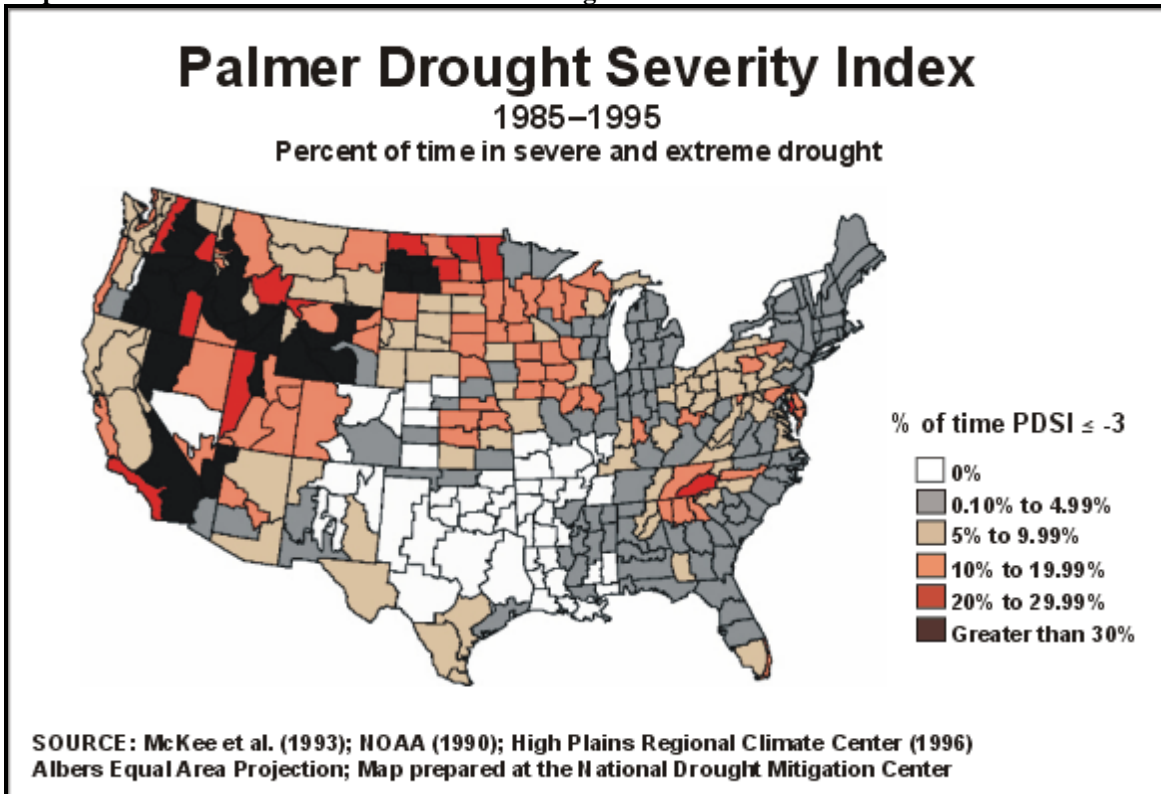 Palmer Drought Severity Index
1985–1995
Percent of time in severe and extreme drought
% of time PDSI ≤ -3
0%
0.10% to 4.99%
5% to 9.99%
10% to 19.99%
20% to 29.99%
Greater than 30%
SOURCE: McKee et al. (1993); NOAA (1990); High Plains Regional Climate Center (1996)
Albers Equal Area Projection; Map prepared at the National Drought Mitigation Center